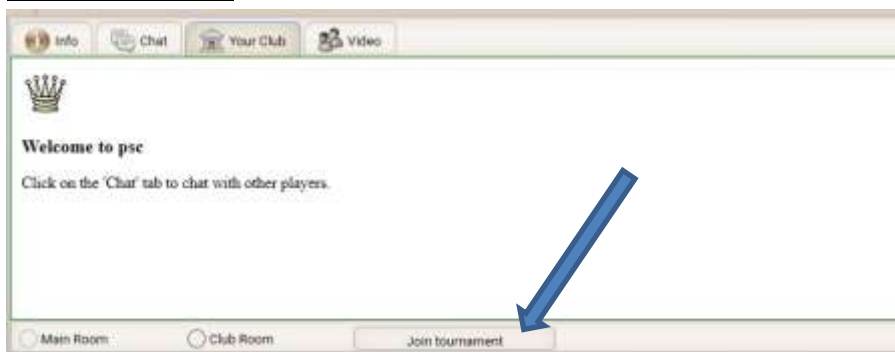 Info Chat Your Club Video
Welcome to psc
Click on the 'Chat' tab to chat with other players.
Main Room Club Room Join tournament